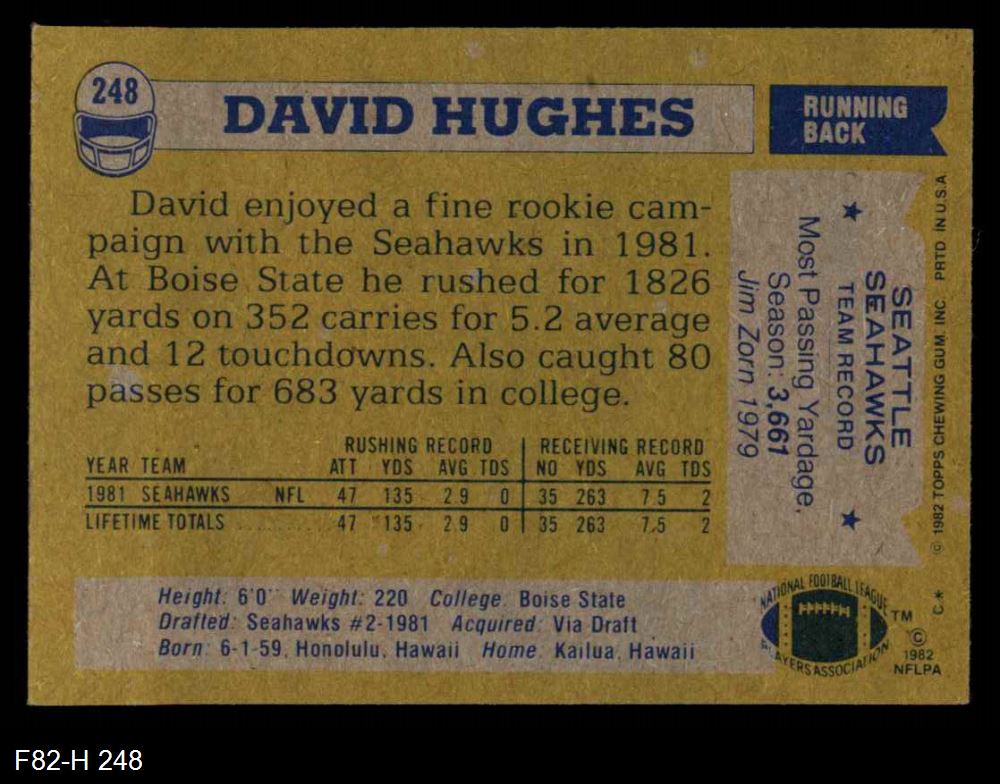 248
DAVID HUGHES
RUNNING
BACK
David enjoyed a fine rookie cam-
paign with the Seahawks in 1981.
At Boise State he rushed for 1826
yards on 352 carries for 5.2 average
and 12 touchdowns. Also caught 80
passes for 683 yards in college.
RUSHING RECORD RECEIVING RECORD
YEAR TEAM ATT YDS AVG TDS NO YDS AVG TDS
1981 SEAHAWKS NFL 47 135 2.9 0 35 263 7.5 2
LIFETIME TOTALS 47 135 2.9 0 35 263 7.5 2
Height: 6'0" Weight: 220 College: Boise State
Drafted: Seahawks #2-1981 Acquired: Via Draft
Born: 6-1-59, Honolulu, Hawaii Home: Kailua, Hawaii
SEATTLE
SEAHAWKS
TEAM RECORD
Most Passing Yardage,
Season: 3,661
Jim Zorn 1979
© 1982 TOPPS CHEWING GUM, INC. PRTD. IN U.S.A.
C*
NATIONAL FOOTBALL LEAGUE
PLAYERS ASSOCIATION
TM
©
1982
NFLPA
F82-H 248